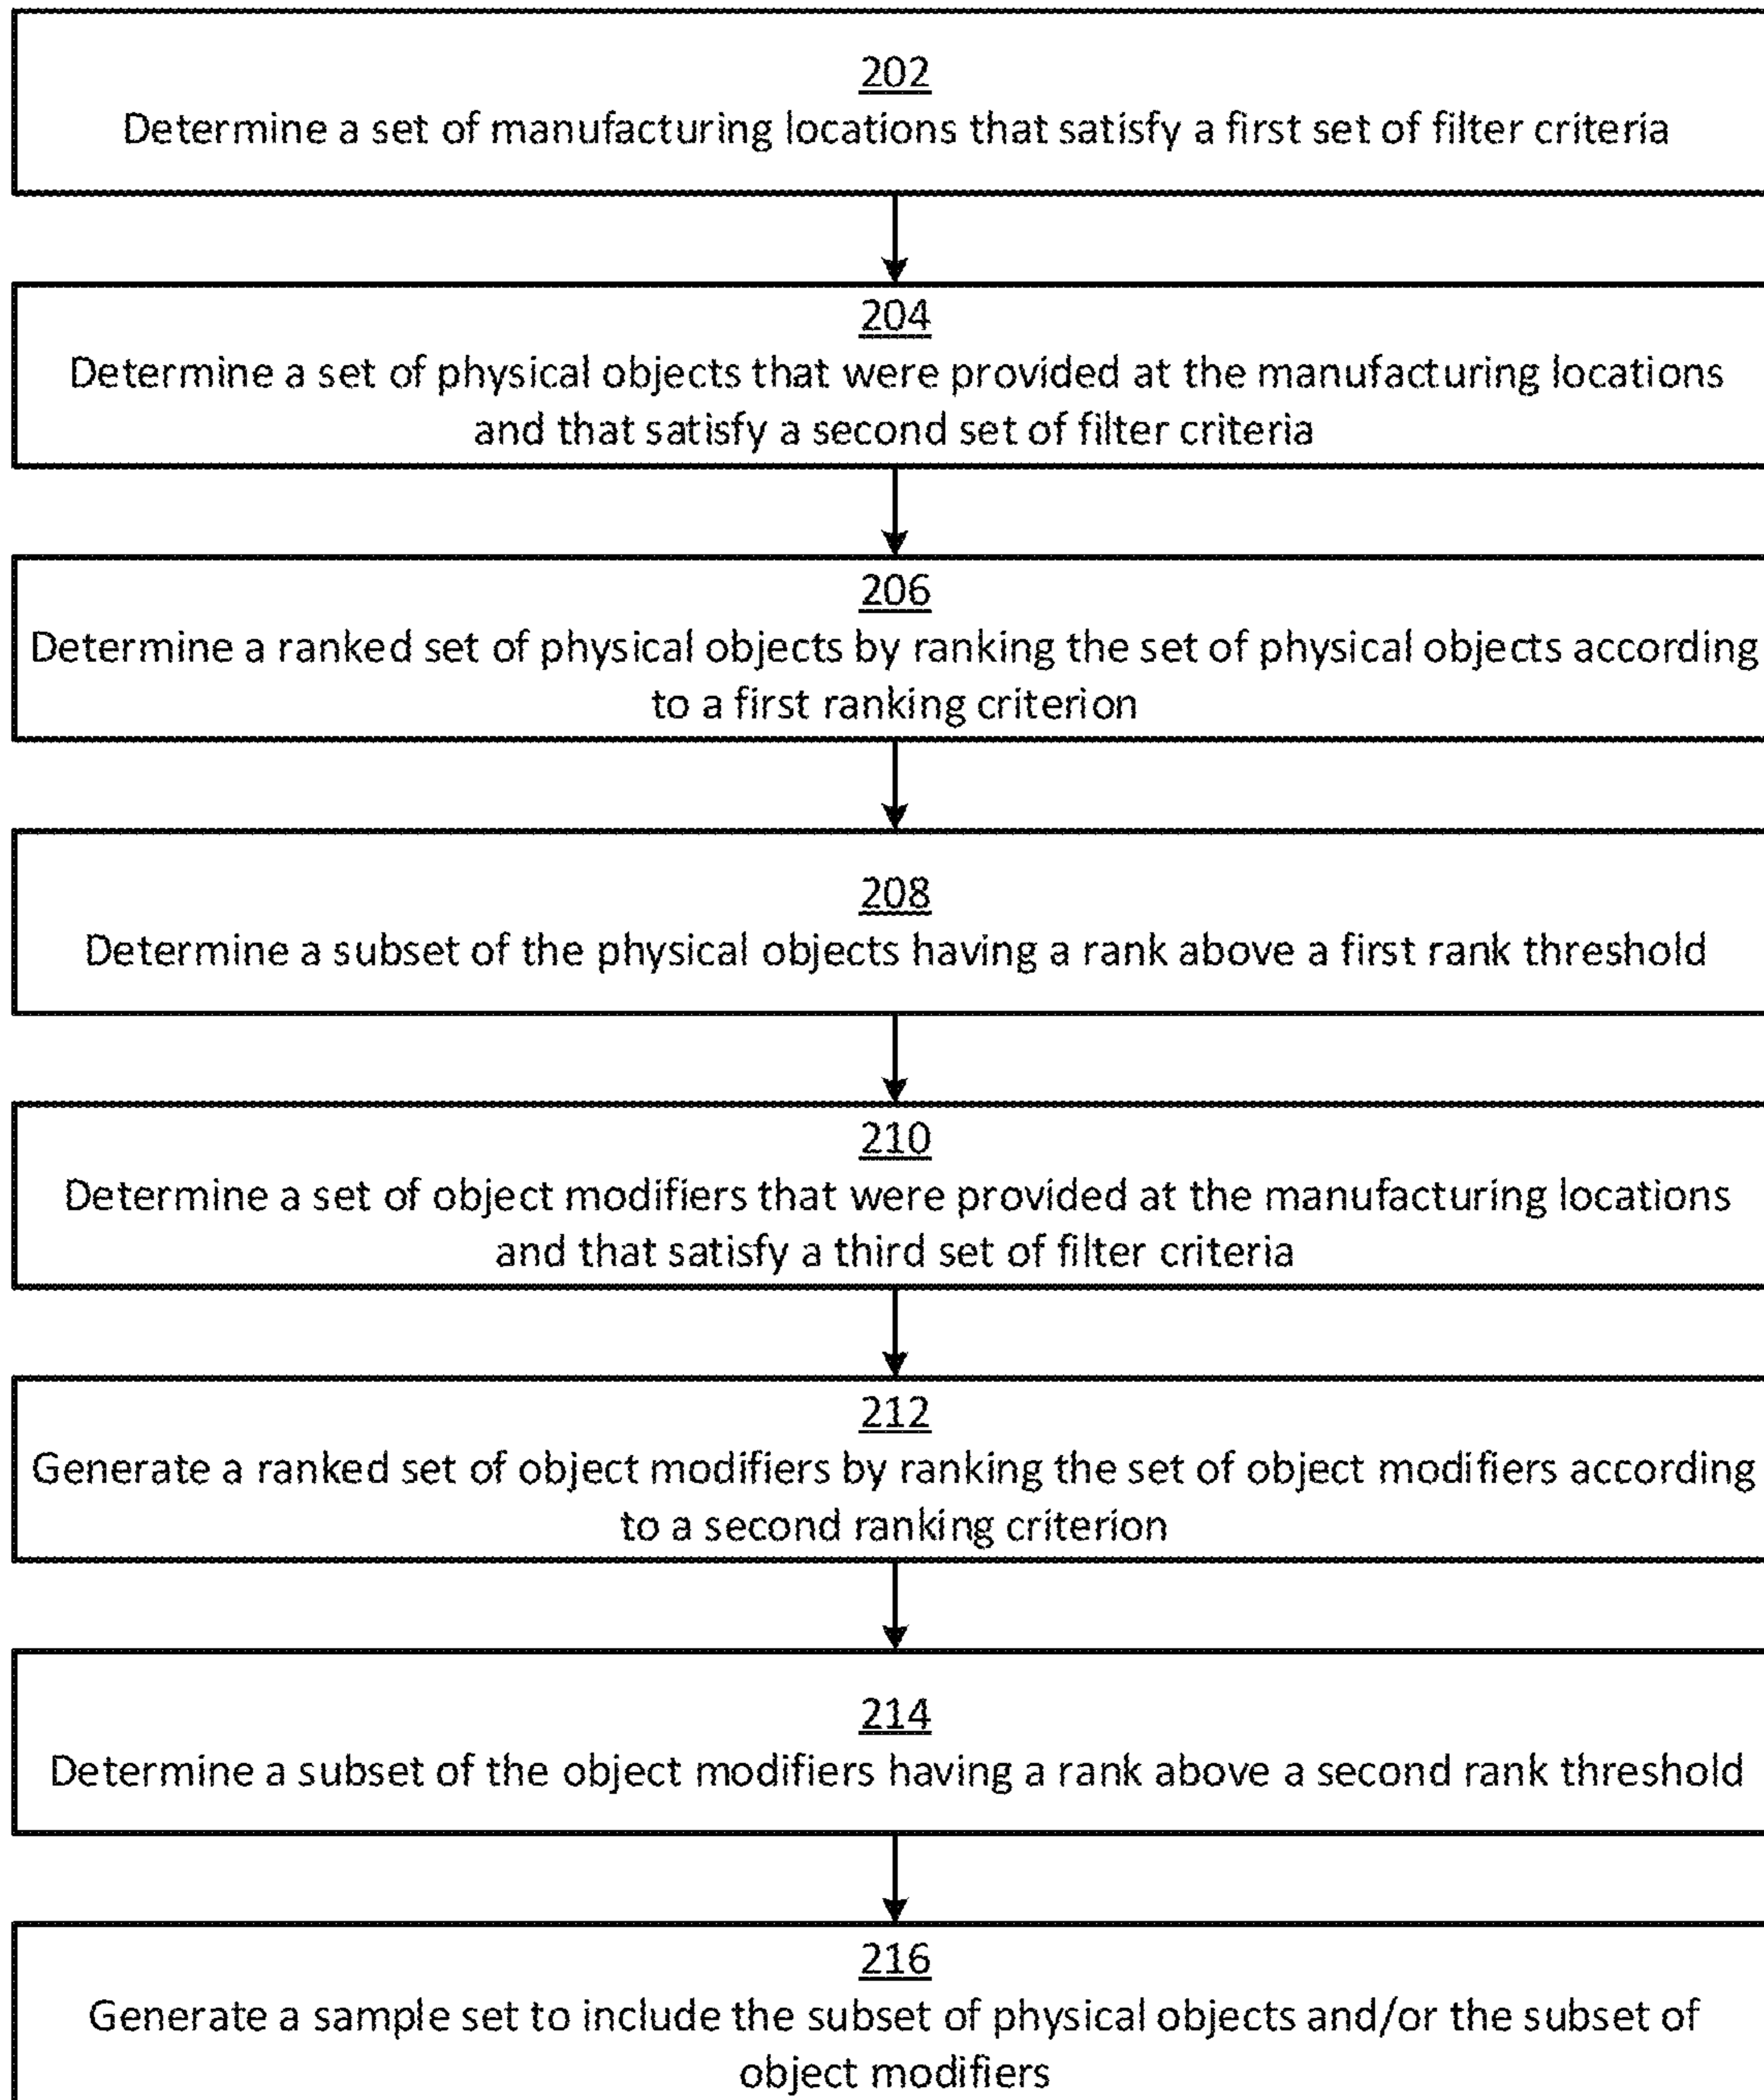 202
Determine a set of manufacturing locations that satisfy a first set of filter criteria
204
Determine a set of physical objects that were provided at the manufacturing locations
and that satisfy a second set of filter criteria
206
Determine a ranked set of physical objects by ranking the set of physical objects according
to a first ranking criterion
208
Determine a subset of the physical objects having a rank above a first rank threshold
210
Determine a set of object modifiers that were provided at the manufacturing locations
and that satisfy a third set of filter criteria
212
Generate a ranked set of object modifiers by ranking the set of object modifiers according
to a second ranking criterion
214
Determine a subset of the object modifiers having a rank above a second rank threshold
216
Generate a sample set to include the subset of physical objects and/or the subset of
object modifiers